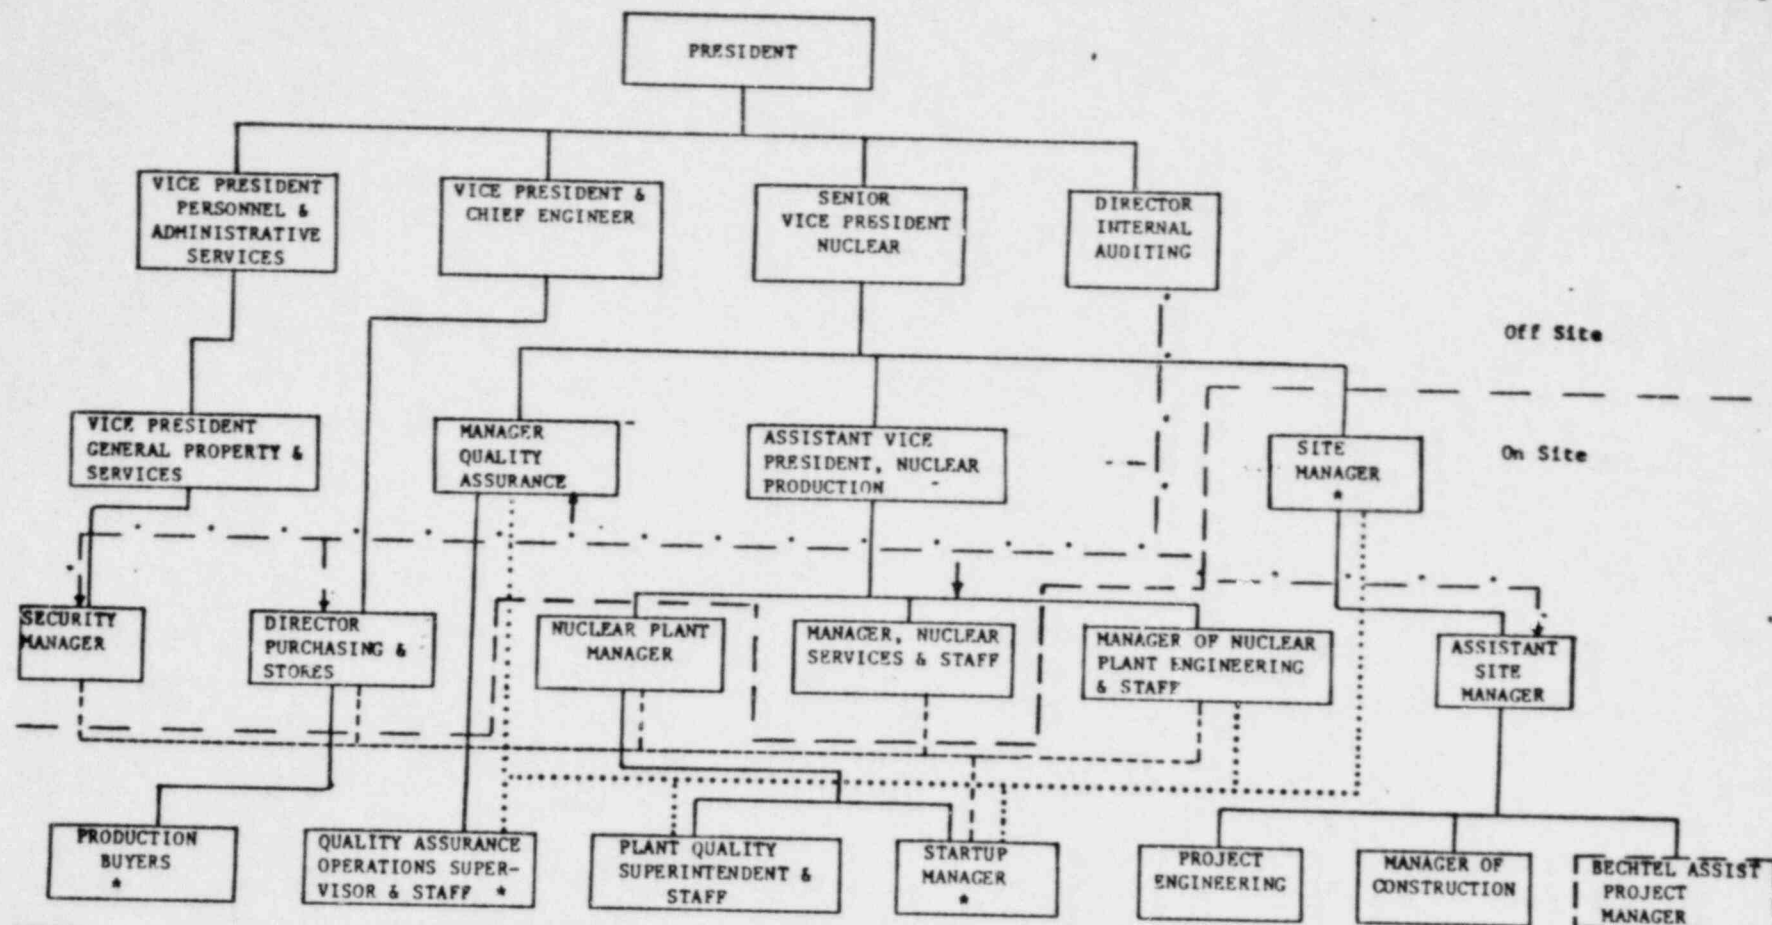 PRESIDENT
VICE PRESIDENT
PERSONNEL &
ADMINISTRATIVE
SERVICES
VICE PRESIDENT &
CHIEF ENGINEER
SENIOR
VICE PRESIDENT
NUCLEAR
DIRECTOR
INTERNAL
AUDITING
Off Site
On Site
VICE PRESIDENT
GENERAL PROPERTY &
SERVICES
MANAGER
QUALITY
ASSURANCE
ASSISTANT VICE
PRESIDENT, NUCLEAR
PRODUCTION
SITE
MANAGER
*
SECURITY
MANAGER
DIRECTOR
PURCHASING &
STORES
NUCLEAR PLANT
MANAGER
MANAGER, NUCLEAR
SERVICES & STAFF
MANAGER OF NUCLEAR
PLANT ENGINEERING
& STAFF
ASSISTANT
SITE
MANAGER
PRODUCTION
BUYERS
*
QUALITY ASSURANCE
OPERATIONS SUPER-
VISOR & STAFF *
PLANT QUALITY
SUPERINTENDENT &
STAFF
STARTUP
MANAGER
*
PROJECT
ENGINEERING
MANAGER OF
CONSTRUCTION
BECHTEL ASSIST
PROJECT
MANAGER